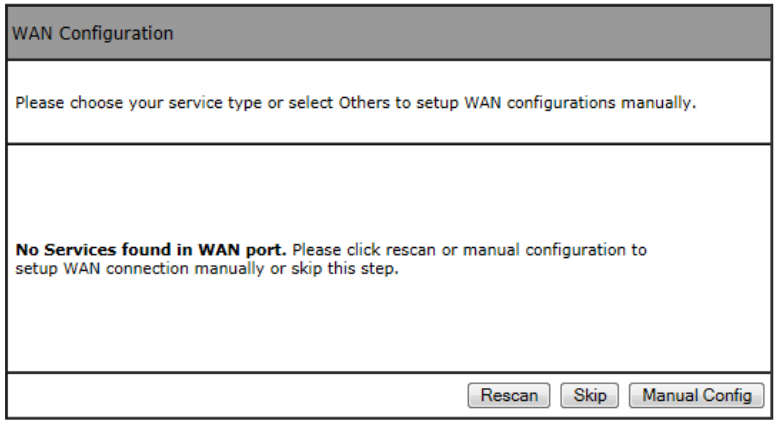 WAN Configuration
Please choose your service type or select Others to setup WAN configurations manually.
No Services found in WAN port. Please click rescan or manual configuration to
setup WAN connection manually or skip this step.
Rescan Skip Manual Config